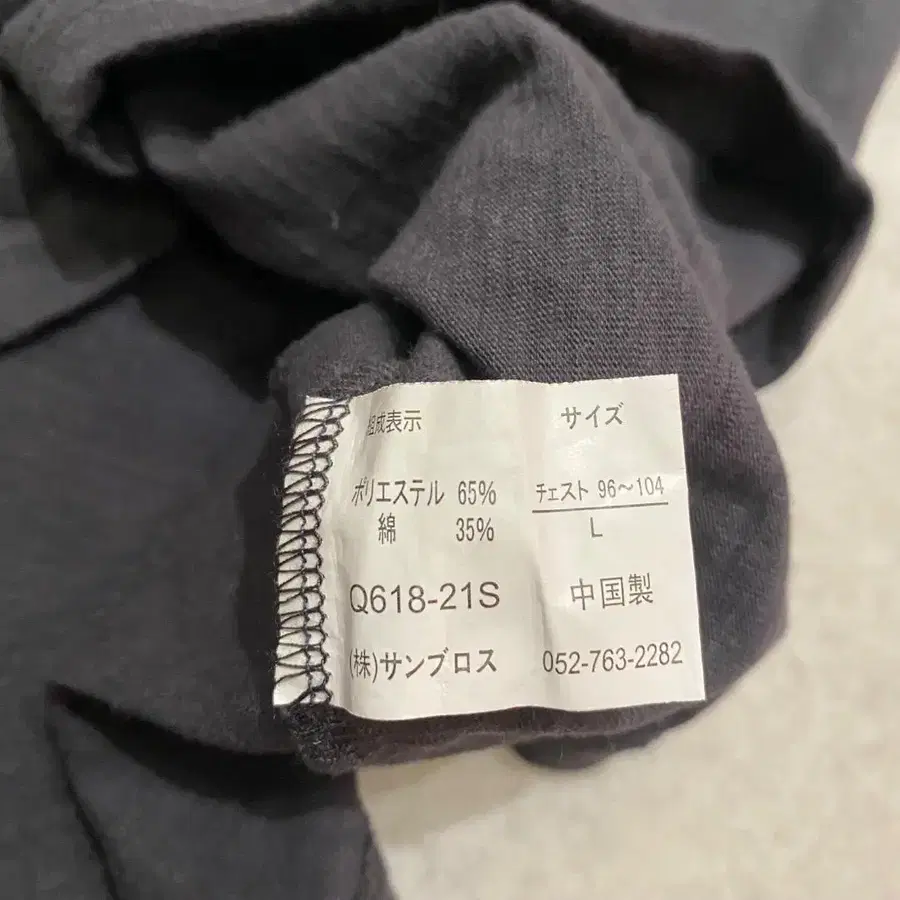 組成表示
ポリエステル 65%
綿 35%
Q618-21S
(株)サンブロス
サイズ
チェスト 96～104
L
中国製
052-763-2282